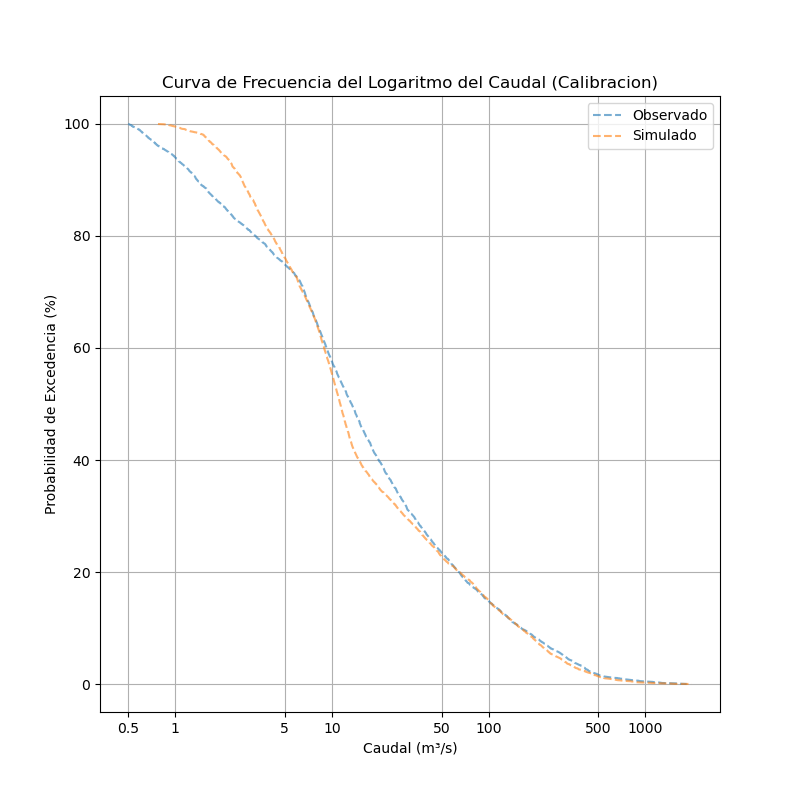 Curva de Frecuencia del Logaritmo del Caudal (Calibracion)
Observado
Simulado
100
80
60
40
20
0
Probabilidad de Excedencia (%)
0.5 1 5 10 50 100 500 1000
Caudal (m³/s)